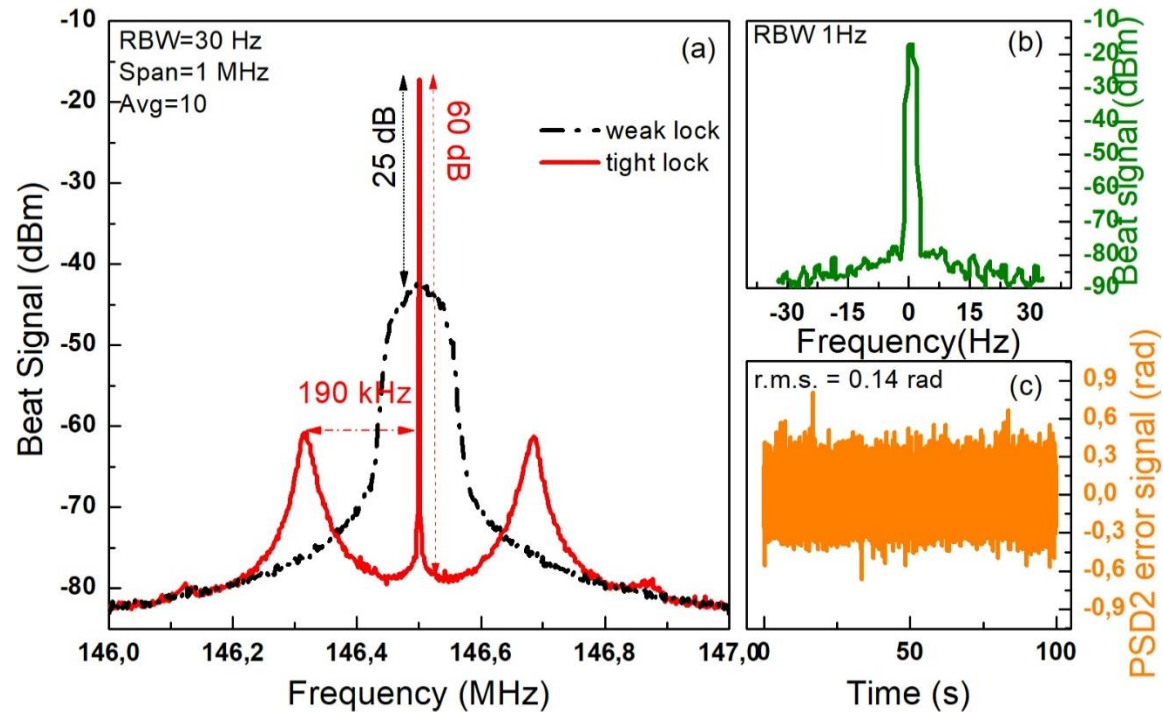 RBW=30 Hz
Span=1 MHz
Avg=10
(a)
25 dB
60 dB
weak lock
tight lock
190 kHz
-10
-20
-30
-40
-50
-60
-70
-80
Beat Signal (dBm)
146,0
146,2
146,4
146,6
146,8
147,0
Frequency (MHz)
RBW 1Hz
(b)
-10
-20
-30
-40
-50
-60
-70
-80
-90
Beat signal (dBm)
-30
-15
0
15
30
Frequency(Hz)
r.m.s. = 0.14 rad
(c)
0,9
0,6
0,3
0,0
-0,3
-0,6
-0,9
PSD2 error signal (rad)
0
50
100
Time (s)